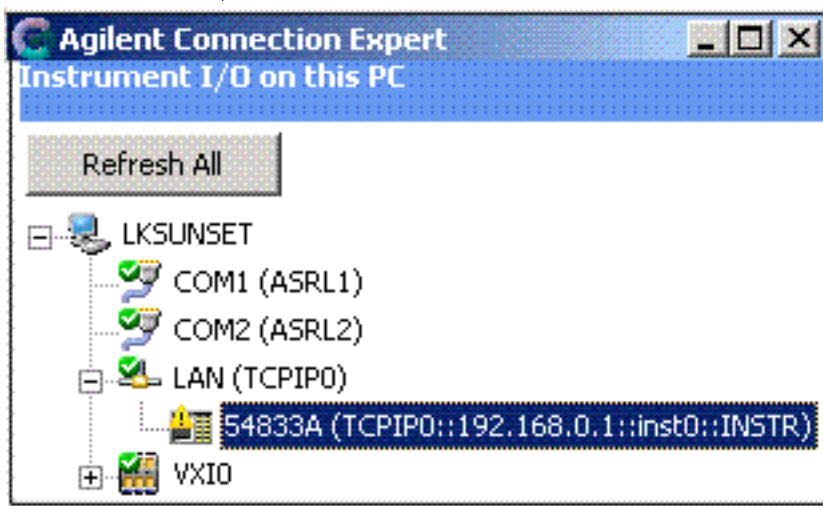 Agilent Connection Expert
Instrument I/O on this PC
Refresh All
LKSUNSET
COM1 (ASRL1)
COM2 (ASRL2)
LAN (TCPIP0)
54833A (TCPIP0::192.168.0.1::inst0::INSTR)
VXI0